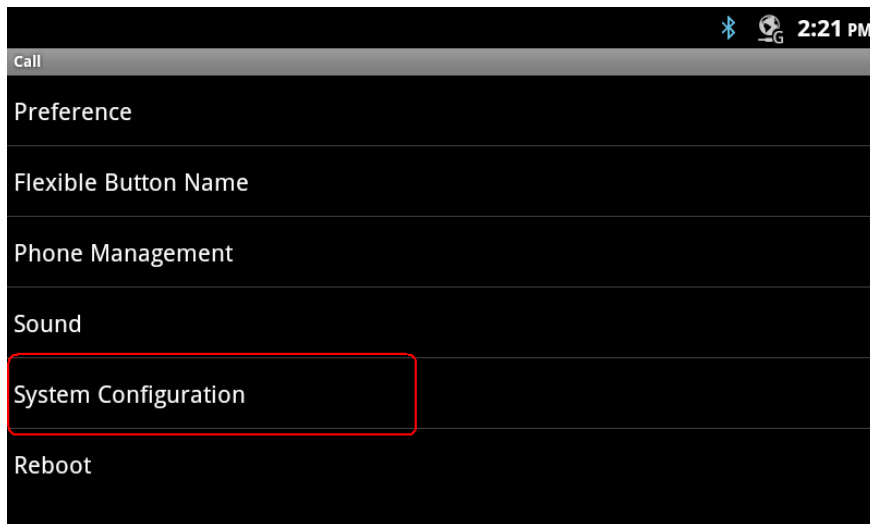 G 2:21 PM
Call
Preference
Flexible Button Name
Phone Management
Sound
System Configuration
Reboot